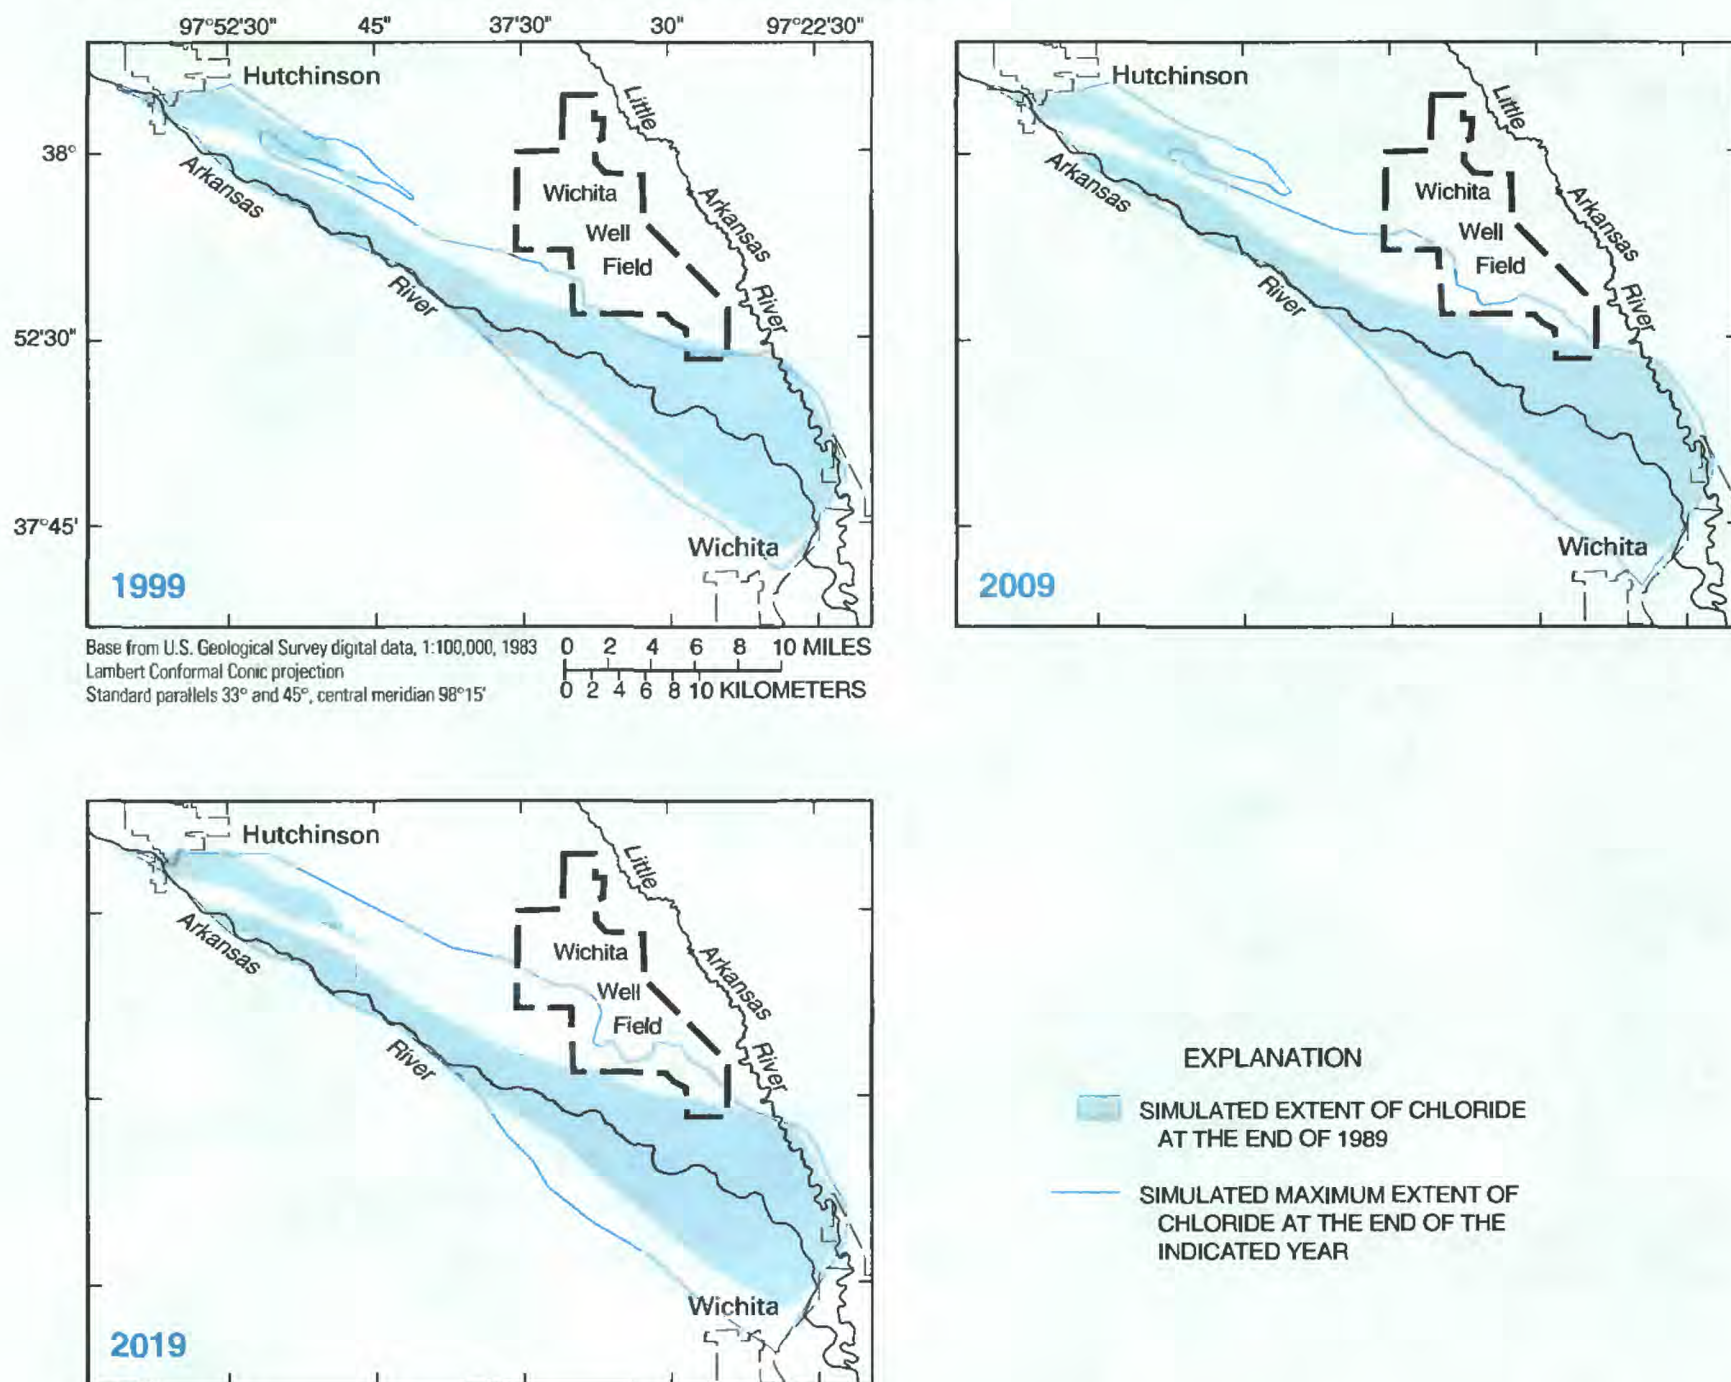 97°52'30" 45" 37'30" 30" 97°22'30"
Hutchinson
Little
38°
Arkansas
Wichita
Arkansas
Well
Field
River
River
52'30"
37°45'
Wichita
1999
Base from U.S. Geological Survey digital data, 1:100,000, 1983
Lambert Conformal Conic projection
Standard parallels 33° and 45°, central meridian 98°15'
0 2 4 6 8 10 MILES
0 2 4 6 8 10 KILOMETERS
Hutchinson
Little
Arkansas
Wichita
Arkansas
Well
Field
River
River
Wichita
2009
Hutchinson
Little
Arkansas
Wichita
Arkansas
Well
Field
River
River
Wichita
2019
EXPLANATION
SIMULATED EXTENT OF CHLORIDE
AT THE END OF 1989
SIMULATED MAXIMUM EXTENT OF
CHLORIDE AT THE END OF THE
INDICATED YEAR